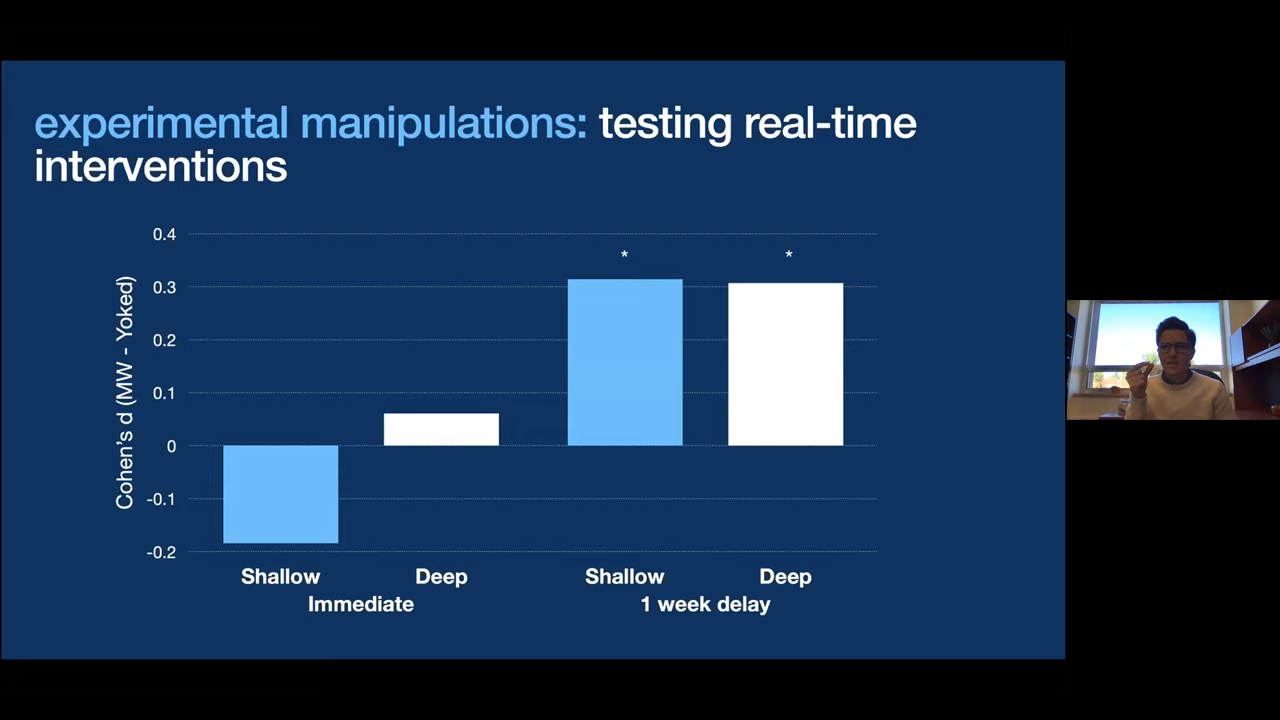 experimental manipulations: testing real-time
interventions
Cohen's d (MW - Yoked)
0.4
0.3
0.2
0.1
0
-0.1
-0.2
* *
Shallow Deep Shallow Deep
Immediate 1 week delay